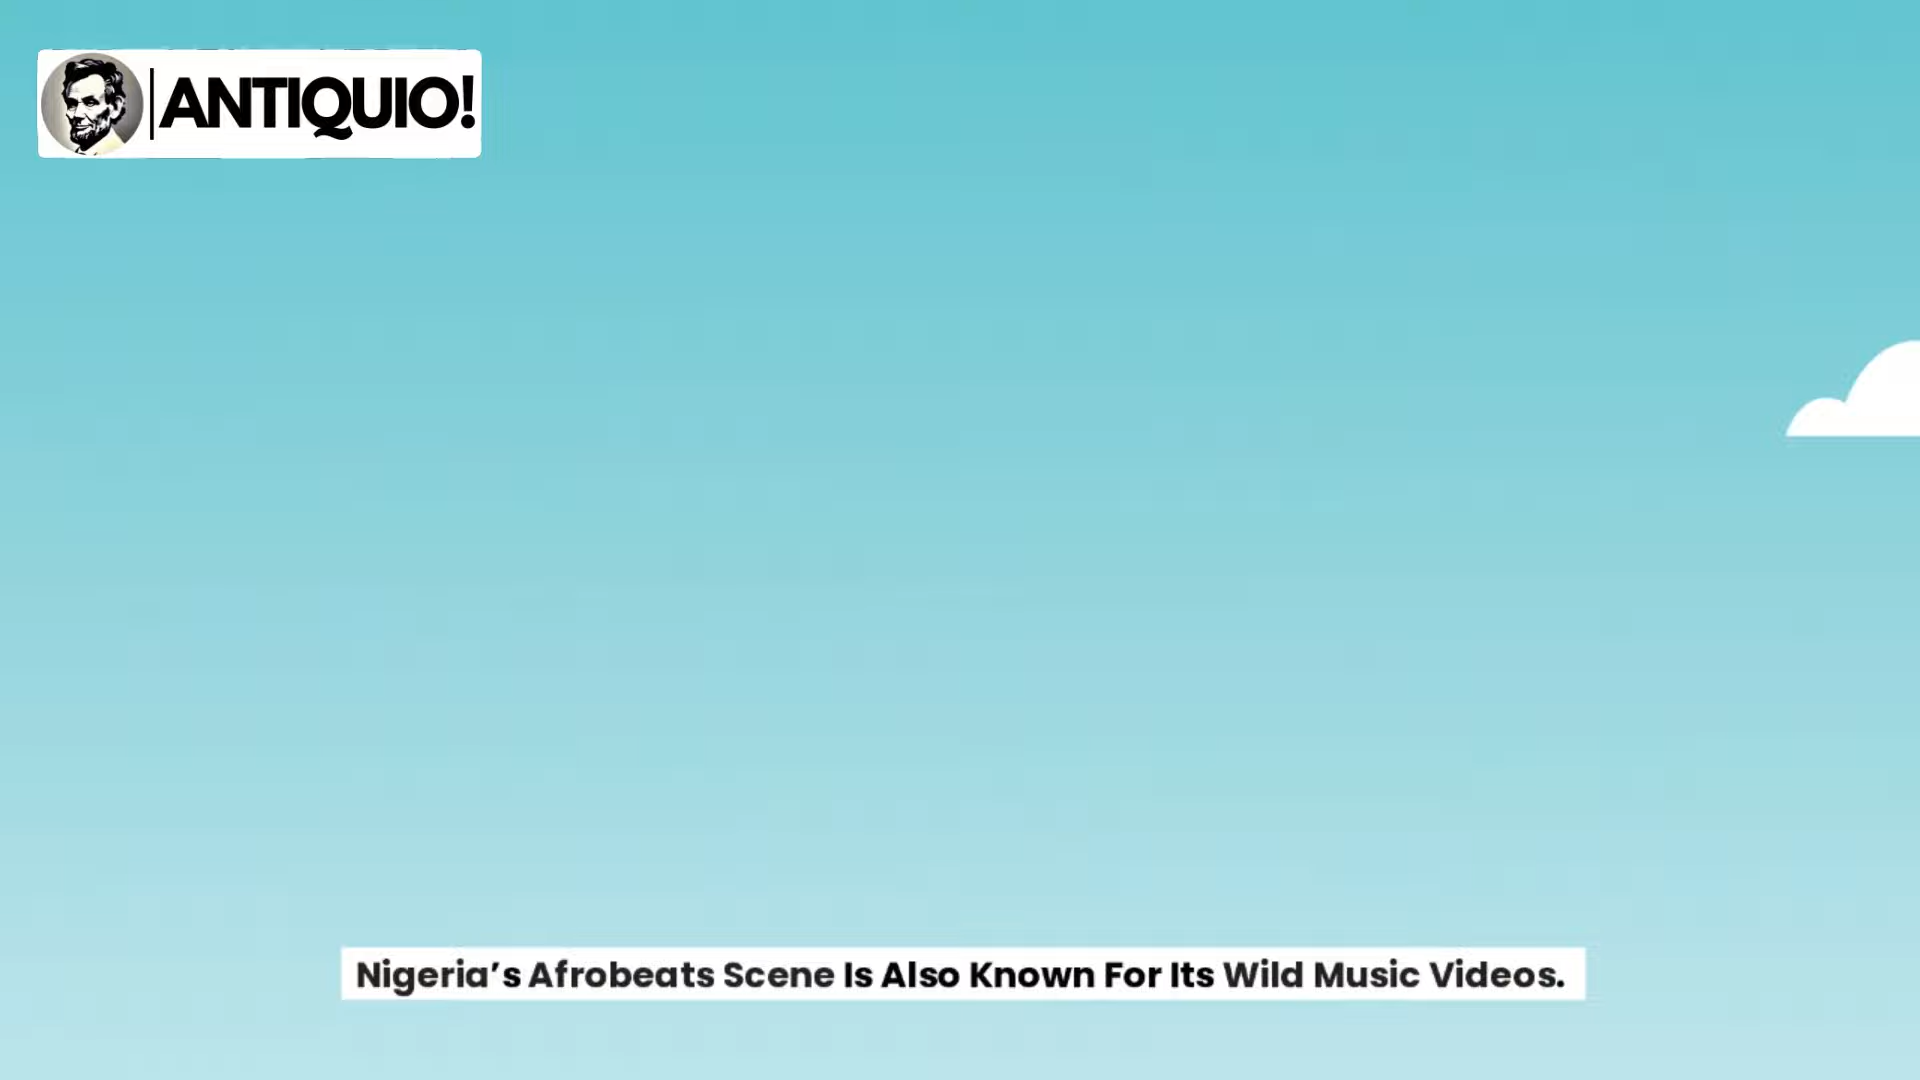 ANTIQUIO!
Nigeria’s Afrobeats Scene Is Also Known For Its Wild Music Videos.